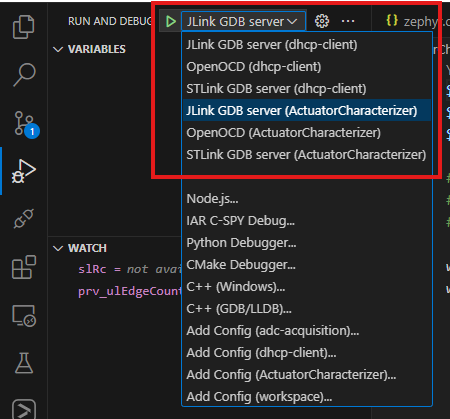 RUN AND DEBUG
JLink GDB server
{} zephyr
VARIABLES
JLink GDB server (dhcp-client)
OpenOCD (dhcp-client)
STLink GDB server (dhcp-client)
JLink GDB server (ActuatorCharacterizer)
OpenOCD (ActuatorCharacterizer)
STLink GDB server (ActuatorCharacterizer)
1
Node.js...
IAR C-SPY Debug...
Python Debugger...
CMake Debugger...
C++ (Windows)...
C++ (GDB/LLDB)...
Add Config (adc-acquisition)...
Add Config (dhcp-client)...
Add Config (ActuatorCharacterizer)...
Add Config (workspace)...
WATCH
slRc = not avai
prv_ulEdgeCount